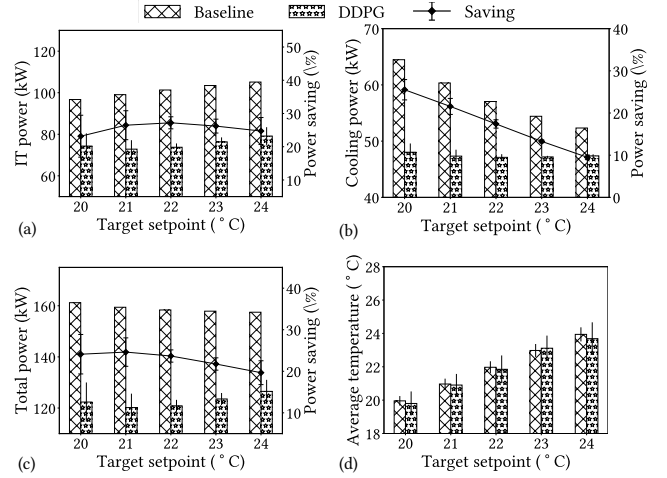 Baseline DDPG Saving
IT power (kW)
120
100
80
60
50
40
30
20
10
Power saving (\%)
20 21 22 23 24
(a) Target setpoint (°C)
Cooling power (kW)
70
60
50
40
40
30
20
10
0
Power saving (\%)
20 21 22 23 24
(b) Target setpoint (°C)
Total power (kW)
160
140
120
40
30
20
10
Power saving (\%)
20 21 22 23 24
(c) Target setpoint (°C)
Average temperature (°C)
28
26
24
22
20
18
20 21 22 23 24
(d) Target setpoint (°C)